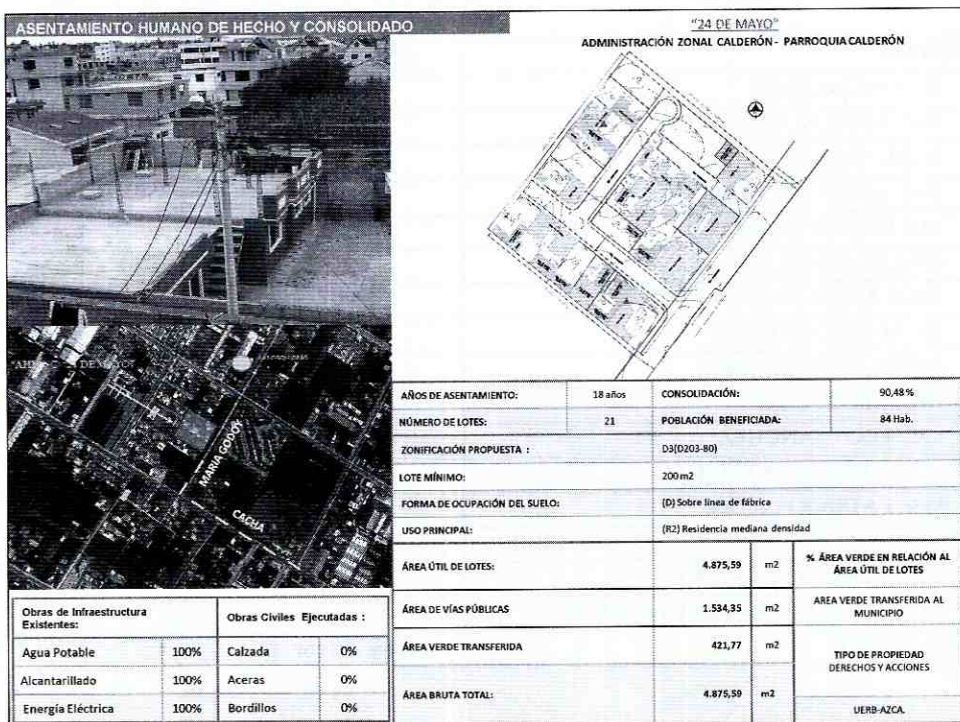 ASENTAMIENTO HUMANO DE HECHO Y CONSOLIDADO
"24 DE MAYO"
ADMINISTRACIÓN ZONAL CALDERÓN - PARROQUIA CALDERÓN
MARIA GODOY
CACHA
AÑOS DE ASENTAMIENTO: 18 años CONSOLIDACIÓN: 90,48%
NÚMERO DE LOTES: 21 POBLACIÓN BENEFICIADA: 84 Hab.
ZONIFICACIÓN PROPUESTA : D3(D203-80)
LOTE MÍNIMO: 200 m2
FORMA DE OCUPACIÓN DEL SUELO: (D) Sobre línea de fábrica
USO PRINCIPAL: (R2) Residencia mediana densidad
ÁREA ÚTIL DE LOTES: 4.875,59 m2
% ÁREA VERDE EN RELACIÓN AL
ÁREA ÚTIL DE LOTES
ÁREA DE VÍAS PÚBLICAS 1.534,35 m2
AREA VERDE TRANSFERIDA AL
MUNICIPIO
ÁREA VERDE TRANSFERIDA 421,77 m2
TIPO DE PROPIEDAD
DERECHOS Y ACCIONES
ÁREA BRUTA TOTAL: 4.875,59 m2
UERB-AZCA.
Obras de Infraestructura
Existentes:
Obras Civiles Ejecutadas :
Agua Potable 100% Calzada 0%
Alcantarillado 100% Aceras 0%
Energía Eléctrica 100% Bordillos 0%